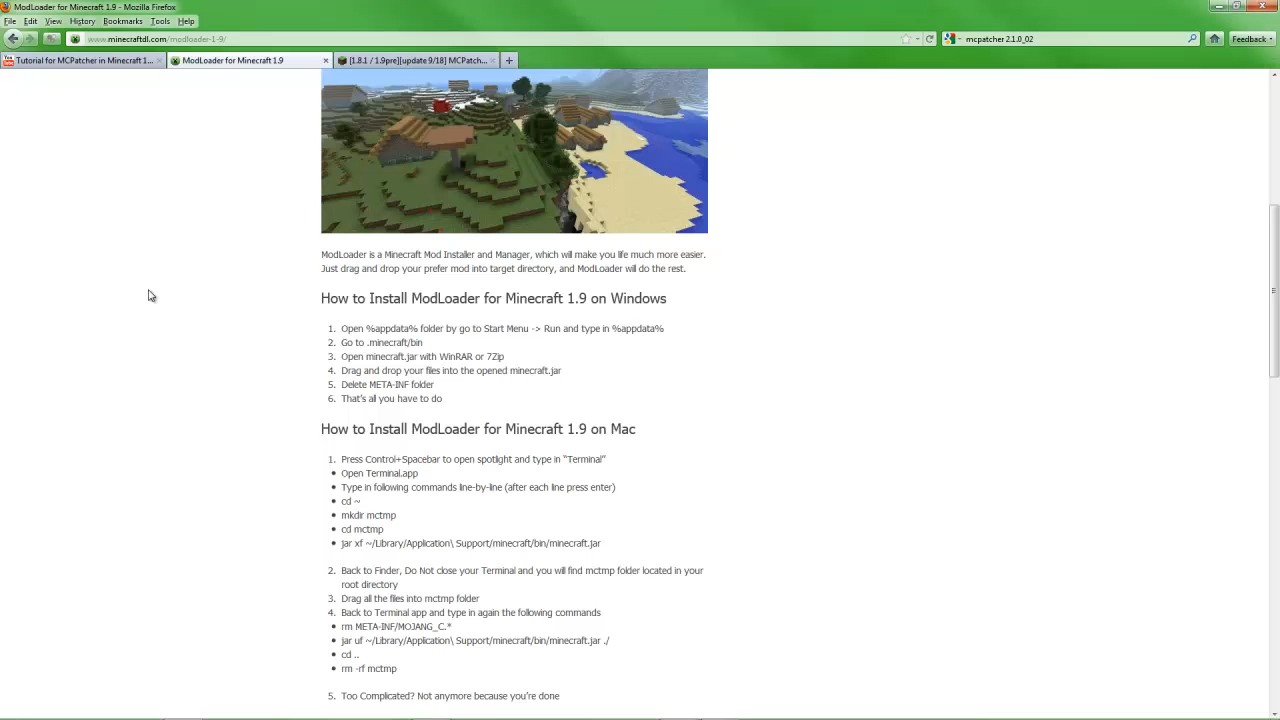 ModLoader for Minecraft 1.9 - Mozilla Firefox
File Edit View History Bookmarks Tools Help
www.minecraftdl.com/modloader-1-9/
mcpatcher 2.1.0_02
Feedback
Tutorial for MCPatcher in Minecraft 1...
ModLoader for Minecraft 1.9
[1.8.1 / 1.9pre][update 9/18] MCPatch...
ModLoader is a Minecraft Mod Installer and Manager, which will make you life much more easier.
Just drag and drop your prefer mod into target directory, and ModLoader will do the rest.
How to Install ModLoader for Minecraft 1.9 on Windows
1. Open %appdata% folder by go to Start Menu -> Run and type in %appdata%
2. Go to .minecraft/bin
3. Open minecraft.jar with WinRAR or 7Zip
4. Drag and drop your files into the opened minecraft.jar
5. Delete META-INF folder
6. That's all you have to do
How to Install ModLoader for Minecraft 1.9 on Mac
1. Press Control+Spacebar to open spotlight and type in “Terminal”
• Open Terminal.app
• Type in following commands line-by-line (after each line press enter)
• cd ~
• mkdir mctmp
• cd mctmp
• jar xf ~/Library/Application\ Support/minecraft/bin/minecraft.jar
2. Back to Finder, Do Not close your Terminal and you will find mctmp folder located in your
root directory
3. Drag all the files into mctmp folder
4. Back to Terminal app and type in again the following commands
• rm META-INF/MOJANG_C.*
• jar uf ~/Library/Application\ Support/minecraft/bin/minecraft.jar ./
• cd ..
• rm -rf mctmp
5. Too Complicated? Not anymore because you're done